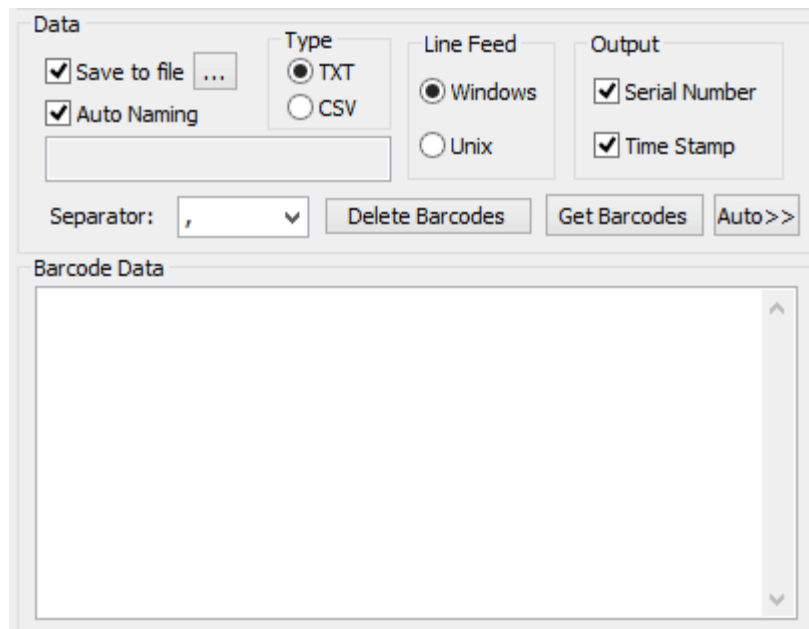 Data
Save to file ...
Auto Naming
Type
TXT
CSV
Line Feed
Windows
Unix
Output
Serial Number
Time Stamp
Separator: , Delete Barcodes Get Barcodes Auto>>
Barcode Data